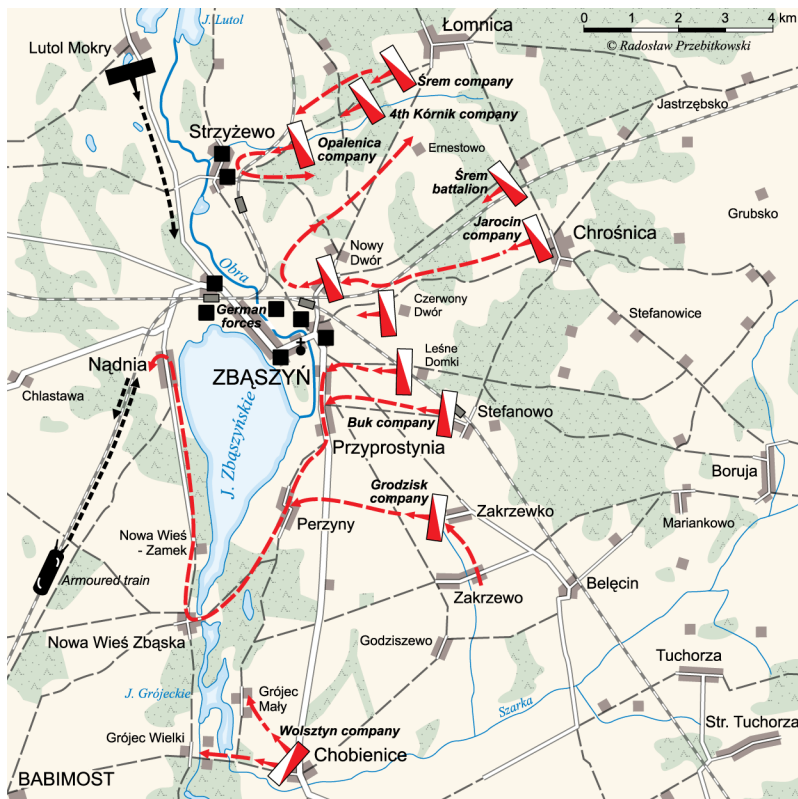 J. Lutol
Łomnica
0 1 2 3 4 km
© Radosław Przebitkowski
Lutol Mokry
Śrem company
Jastrzębsko
4th Kórnik company
Strzyżewo
Opalenica
company
Ernestowo
Śrem
battalion
Grubsko
Jarocin
company
Chrośnica
Nowy
Dwór
Obra
Czerwony
Dwór
German
forces
Stefanowice
Leśne
Domki
Nądnia
ZBĄSZYŃ
Chlastawa
J. Zbąszyńskie
Buk company
Stefanowo
Przyprostynia
Boruja
Grodzisk
company
Zakrzewko
Mariankowo
Perzyny
Nowa Wieś
- Zamek
Armoured train
Belęcin
Zakrzewo
Nowa Wieś Zbąska
Godziszewo
Tuchorza
J. Grójeckie
Grójec
Mały
Szarka
Str. Tuchorza
Grójec Wielki
Wolsztyn company
Chobienice
BABIMOST